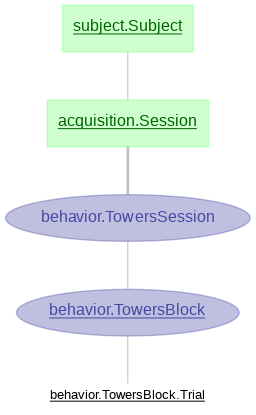 subject.Subject
acquisition.Session
behavior.TowersSession
behavior.TowersBlock
behavior.TowersBlock.Trial